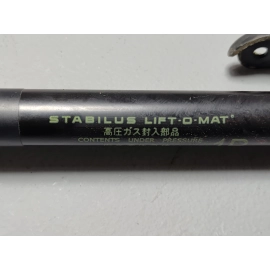 STABILUS LIFT-O-MAT®
高圧ガス封入部品
CONTENTS UNDER PRESSURE